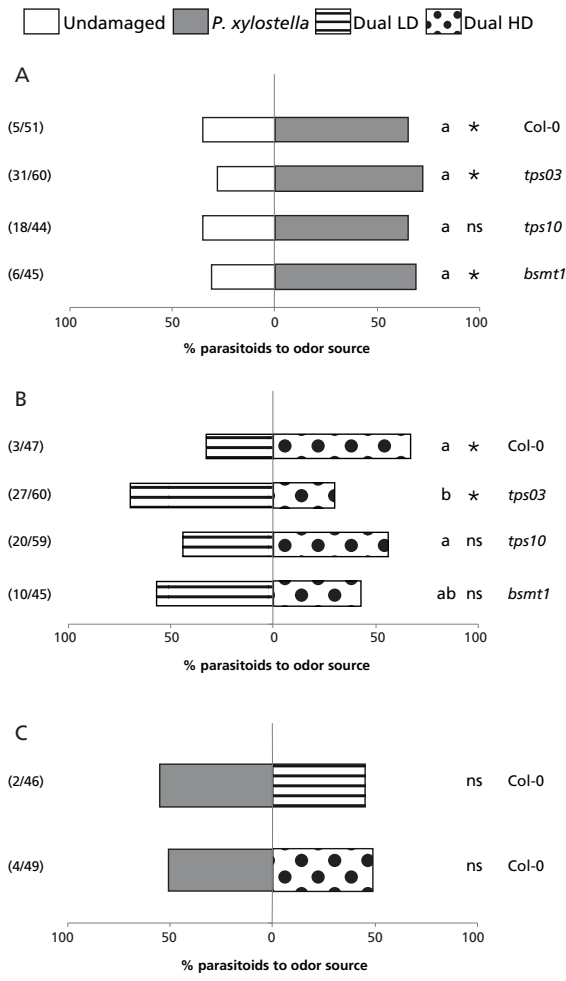 Undamaged P. xylostella Dual LD Dual HD
A
(5/51) a * Col-0
(31/60) a * tps03
(18/44) a ns tps10
(6/45) a * bsmt1
100 50 0 50 100
% parasitoids to odor source
B
(3/47) a * Col-0
(27/60) b * tps03
(20/59) a ns tps10
(10/45) ab ns bsmt1
100 50 0 50 100
% parasitoids to odor source
C
(2/46) ns Col-0
(4/49) ns Col-0
100 50 0 50 100
% parasitoids to odor source